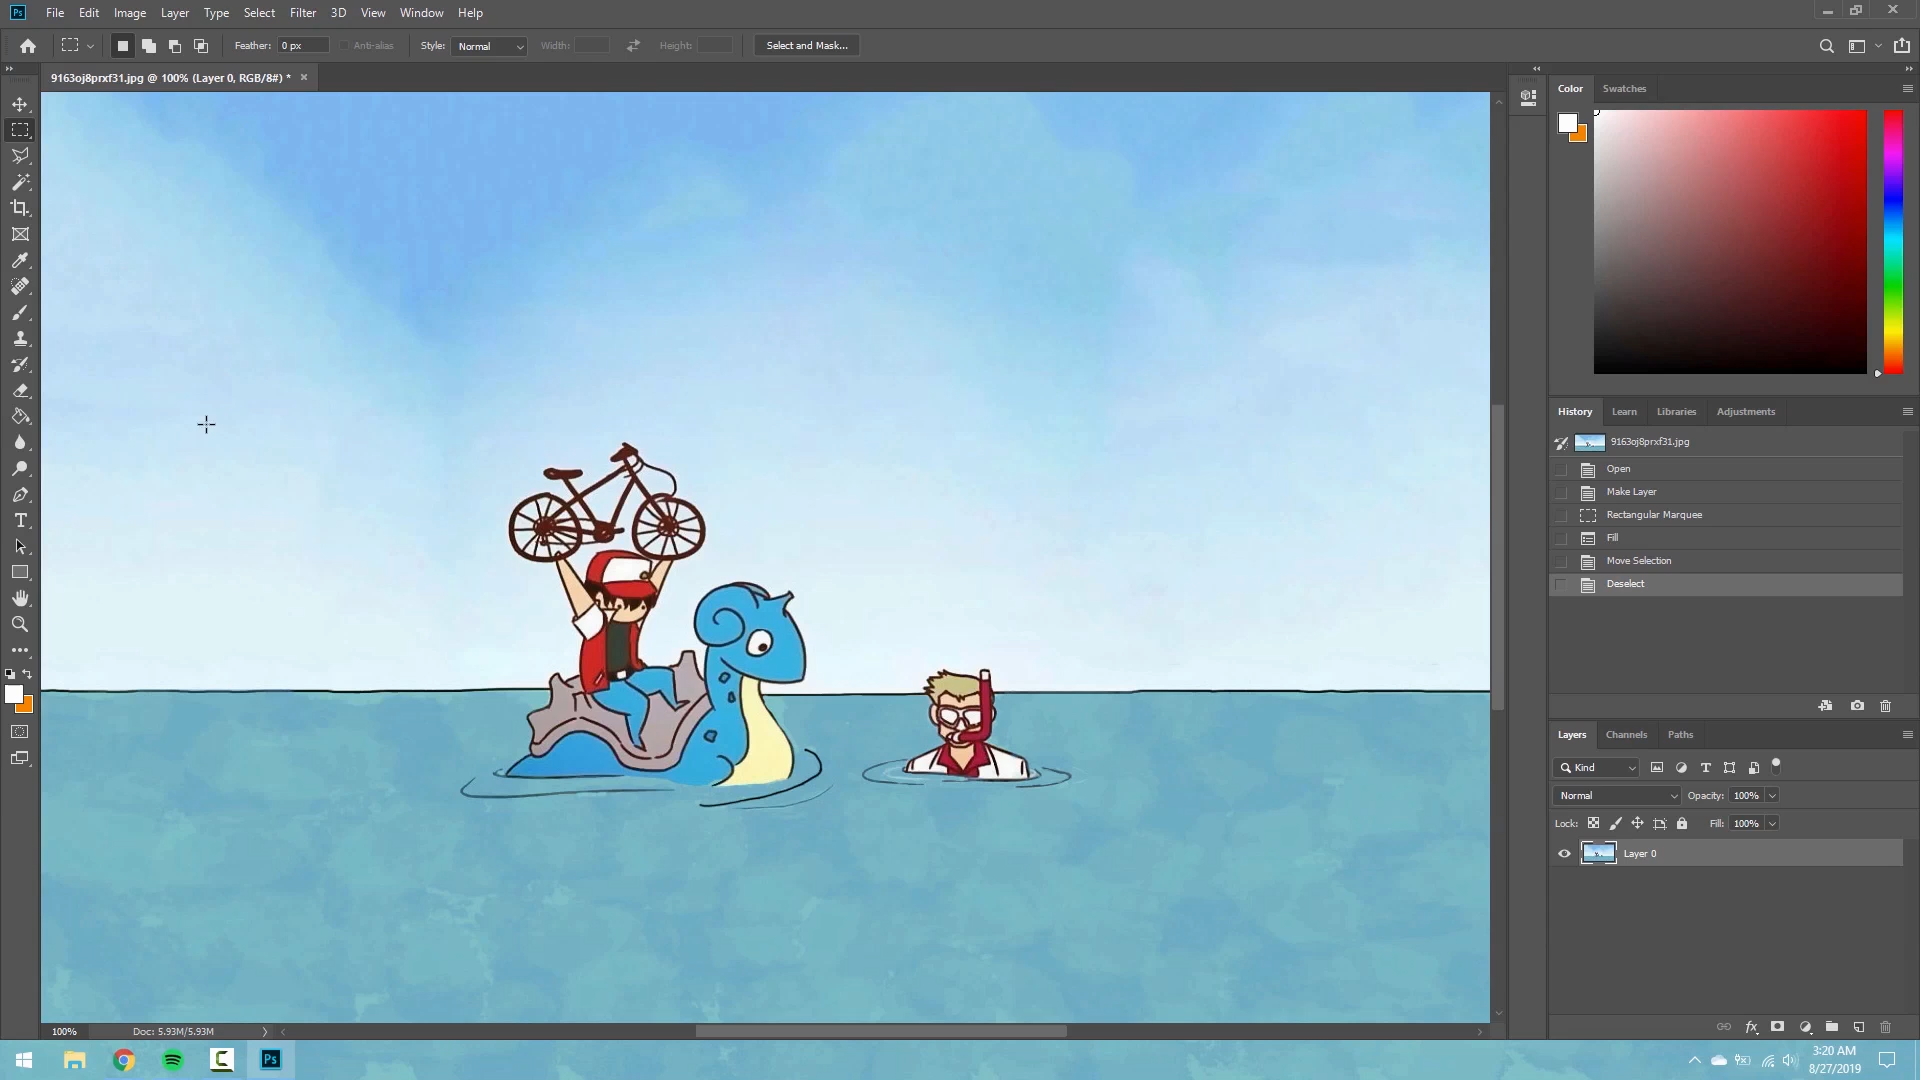 Ps File Edit Image Layer Type Select Filter 3D View Window Help
Feather: 0 px Anti-alias Style: Normal Width: Height: Select and Mask...
9163oj8prxf31.jpg @ 100% (Layer 0, RGB/8#) *
Color Swatches
History Learn Libraries Adjustments
9163oj8prxf31.jpg
Open
Make Layer
Rectangular Marquee
Fill
Move Selection
Deselect
Layers Channels Paths
Kind
Normal Opacity: 100%
Lock: Fill: 100%
Layer 0
fx
100% Doc: 5.93M/5.93M
Ps
3:20 AM
8/27/2019